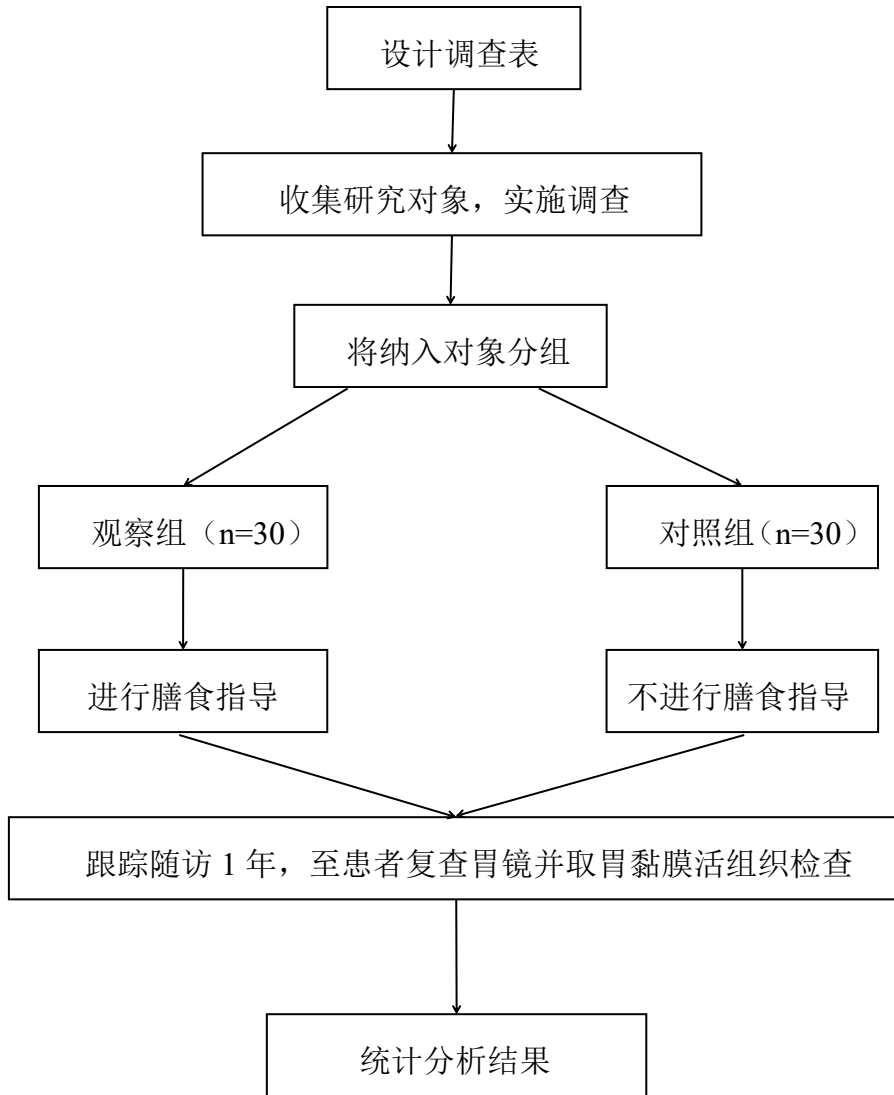 设计调查表
收集研究对象，实施调查
将纳入对象分组
观察组（n=30）
对照组（n=30）
进行膳食指导
不进行膳食指导
跟踪随访 1 年，至患者复查胃镜并取胃黏膜活组织检查
统计分析结果